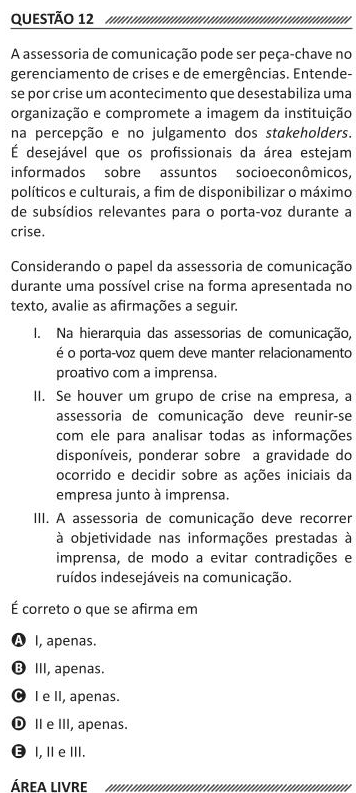 QUESTÃO 12
A assessoria de comunicação pode ser peça-chave no
gerenciamento de crises e de emergências. Entende-
se por crise um acontecimento que desestabiliza uma
organização e compromete a imagem da instituição
na percepção e no julgamento dos stakeholders.
É desejável que os profissionais da área estejam
informados sobre assuntos socioeconômicos,
políticos e culturais, a fim de disponibilizar o máximo
de subsídios relevantes para o porta-voz durante a
crise.
Considerando o papel da assessoria de comunicação
durante uma possível crise na forma apresentada no
texto, avalie as afirmações a seguir.
I. Na hierarquia das assessorias de comunicação,
é o porta-voz quem deve manter relacionamento
proativo com a imprensa.
II. Se houver um grupo de crise na empresa, a
assessoria de comunicação deve reunir-se
com ele para analisar todas as informações
disponíveis, ponderar sobre a gravidade do
ocorrido e decidir sobre as ações iniciais da
empresa junto à imprensa.
III. A assessoria de comunicação deve recorrer
à objetividade nas informações prestadas à
imprensa, de modo a evitar contradições e
ruídos indesejáveis na comunicação.
É correto o que se afirma em
A I, apenas.
B III, apenas.
C I e II, apenas.
D II e III, apenas.
E I, II e III.
ÁREA LIVRE